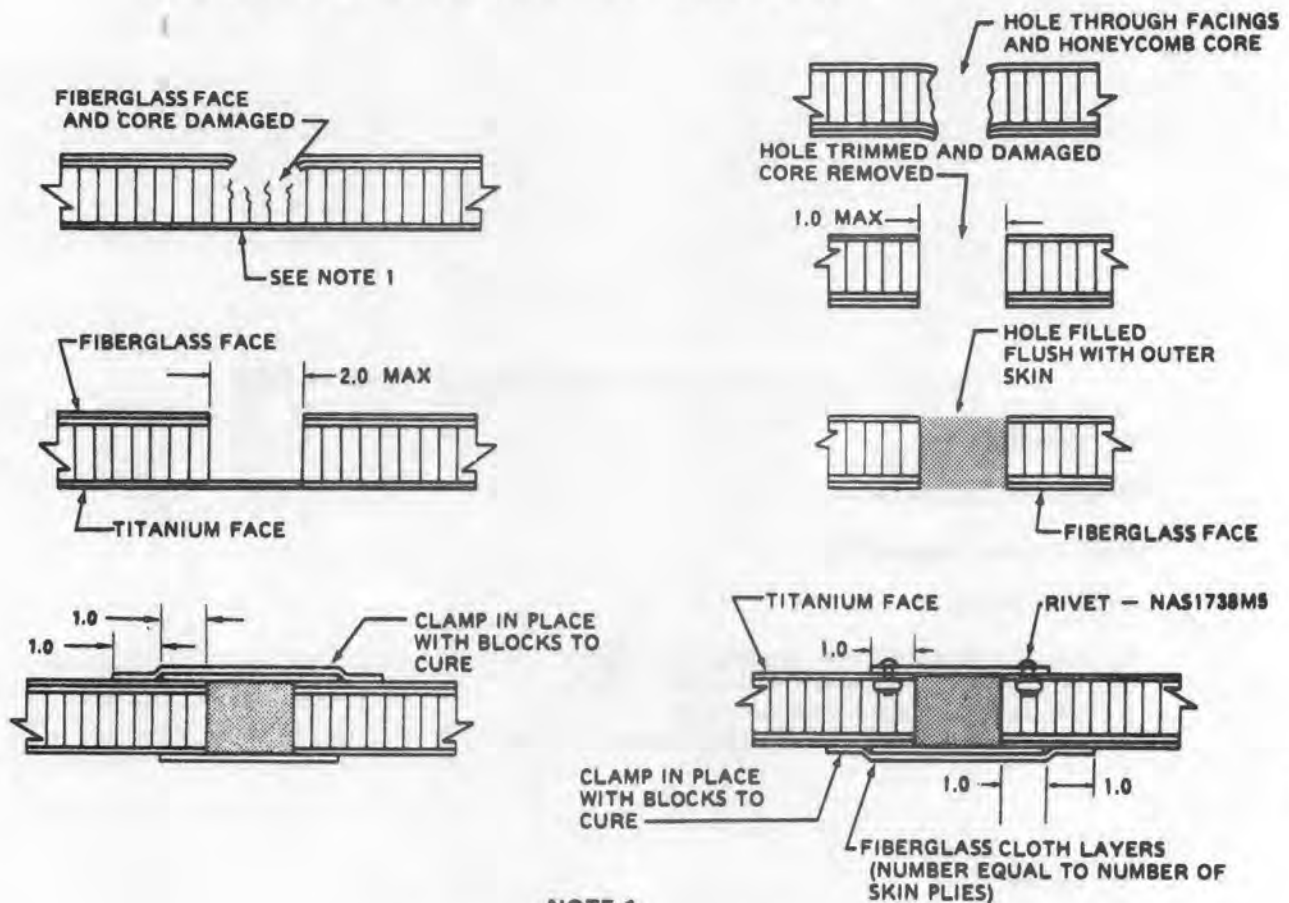 FIBERGLASS FACE
AND CORE DAMAGED
SEE NOTE 1
FIBERGLASS FACE
2.0 MAX
TITANIUM FACE
1.0
1.0
CLAMP IN PLACE
WITH BLOCKS TO
CURE
HOLE THROUGH FACINGS
AND HONEYCOMB CORE
HOLE TRIMMED AND DAMAGED
CORE REMOVED
1.0 MAX
HOLE FILLED
FLUSH WITH OUTER
SKIN
FIBERGLASS FACE
TITANIUM FACE
RIVET — NAS1738M5
1.0
CLAMP IN PLACE
WITH BLOCKS TO
CURE
1.0
1.0
FIBERGLASS CLOTH LAYERS
(NUMBER EQUAL TO NUMBER OF
SKIN PLIES)